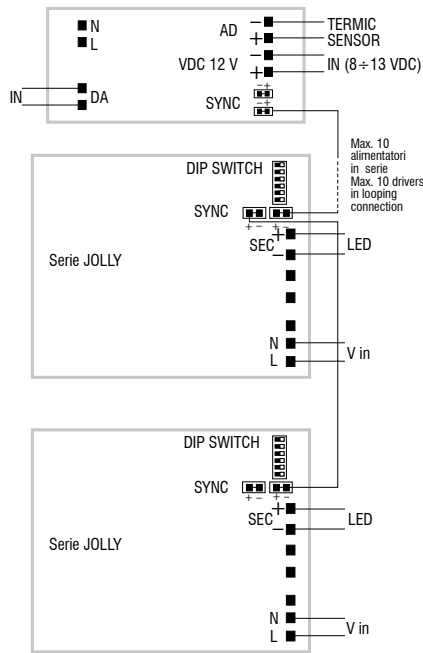 N
L
AD
− TERMIC
+ SENSOR
VDC 12 V
−
+
IN (8÷13 VDC)
IN
DA
SYNC
− +
− +
Max. 10
alimentatori
in serie
Max. 10 drivers
in looping
connection
DIP SWITCH
SYNC
+ − + −
SEC
+
−
LED
Serie JOLLY
N
L
V in
DIP SWITCH
SYNC
+ − + −
SEC
+
−
LED
Serie JOLLY
N
L
V in